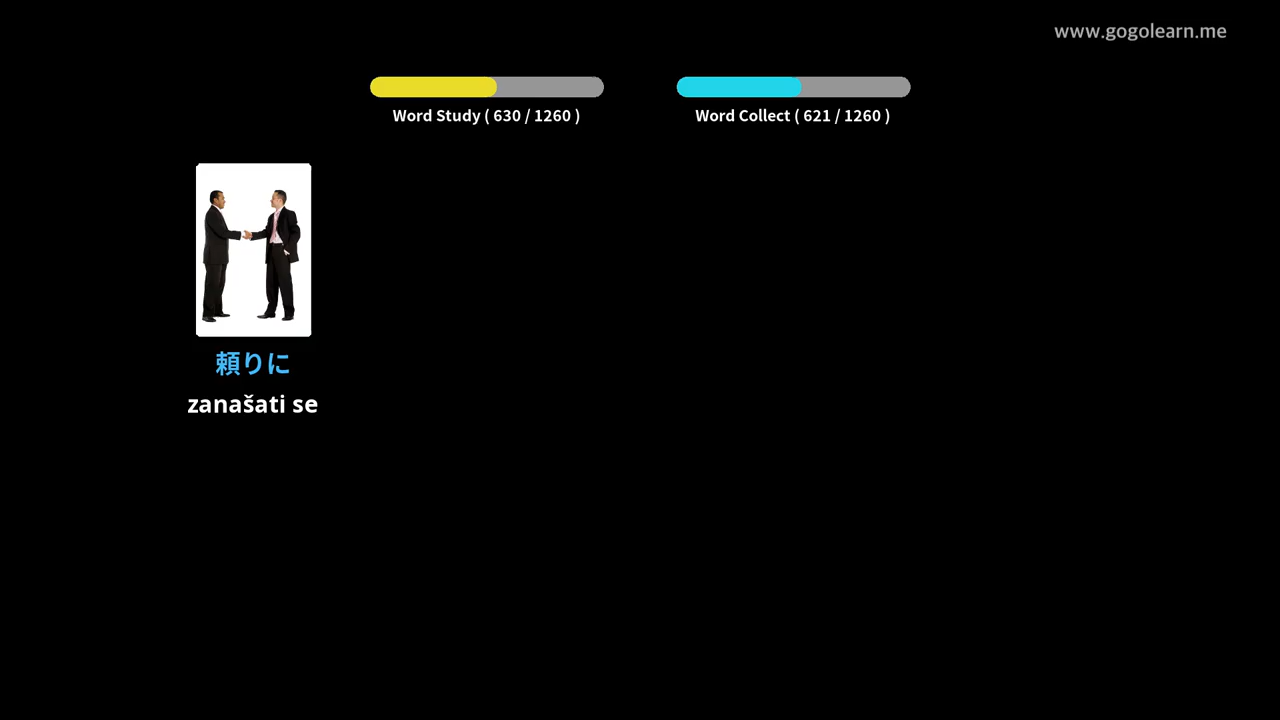 www.gogolearn.me
Word Study ( 630 / 1260 )
Word Collect ( 621 / 1260 )
頼りに
zanašati se